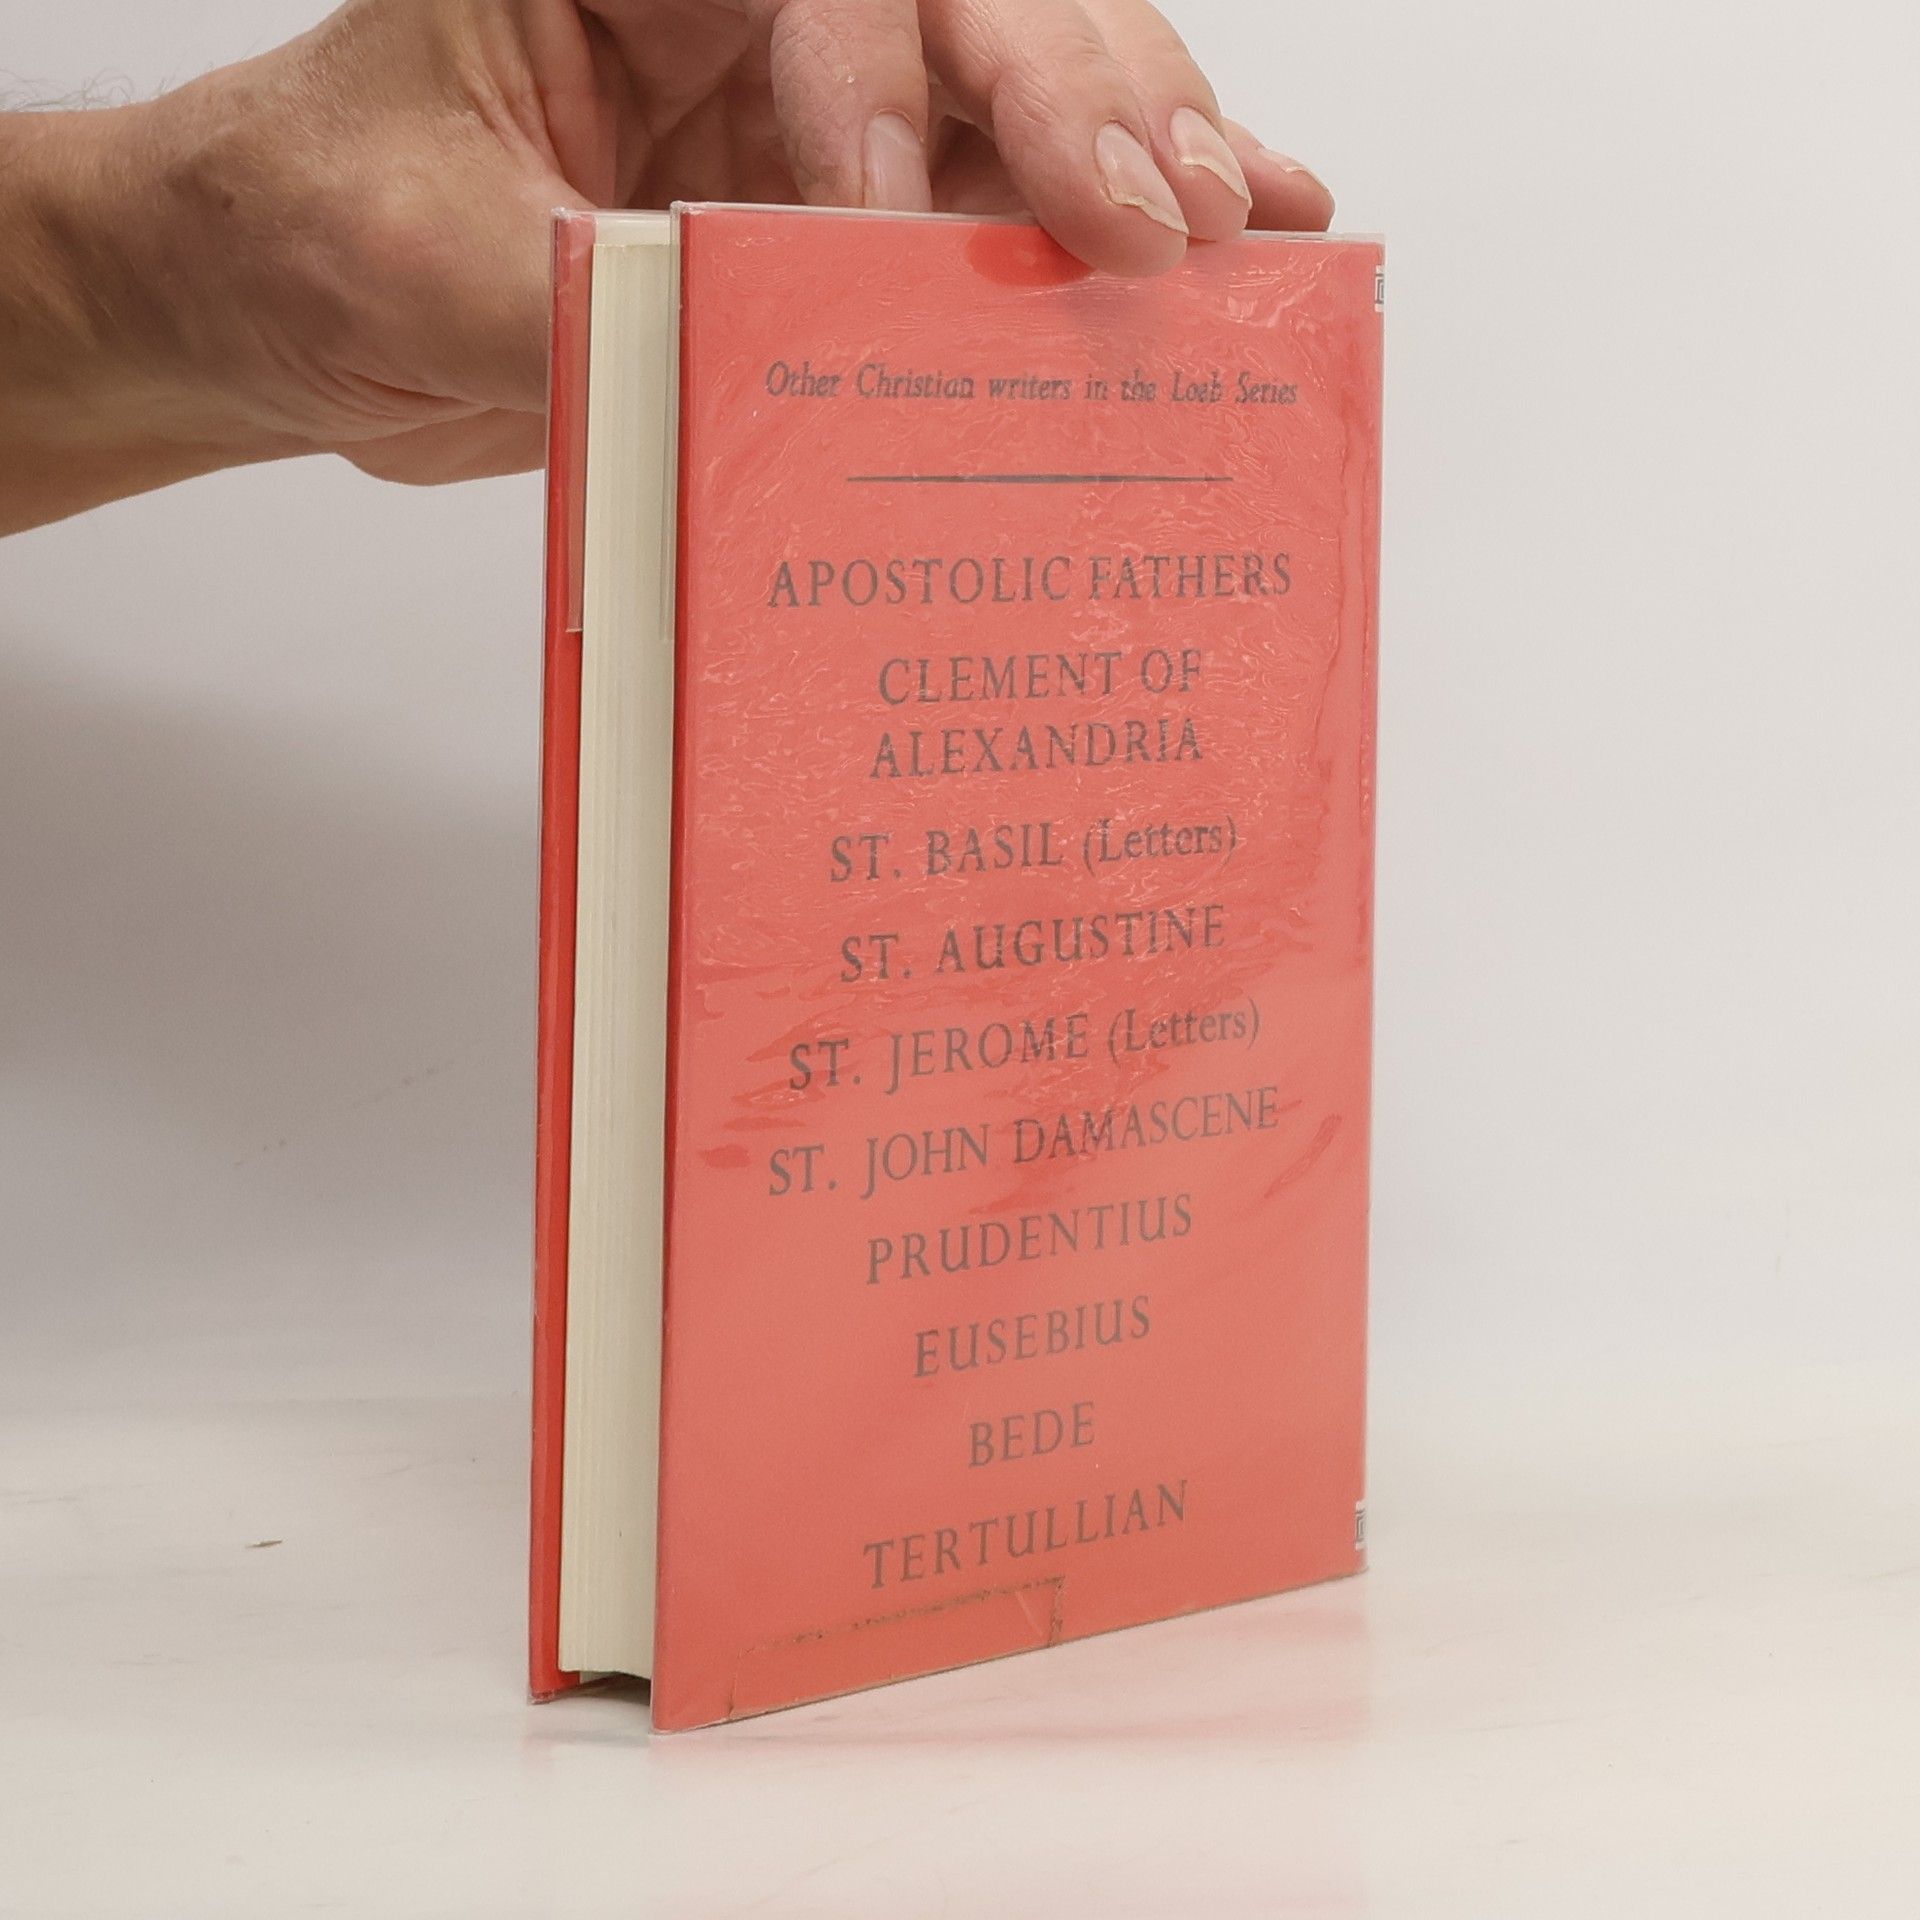 Other Christian writers in the Loeb Series
APOSTOLIC FATHERS
CLEMENT OF
ALEXANDRIA
ST. BASIL (Letters)
ST. AUGUSTINE
ST. JEROME (Letters)
ST. JOHN DAMASCENE
PRUDENTIUS
EUSEBIUS
BEDE
TERTULLIAN